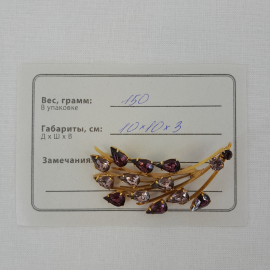 Вес, грамм: 150
В упаковке
Габариты, см: 10×10×3
Д х Ш х В
Замечания